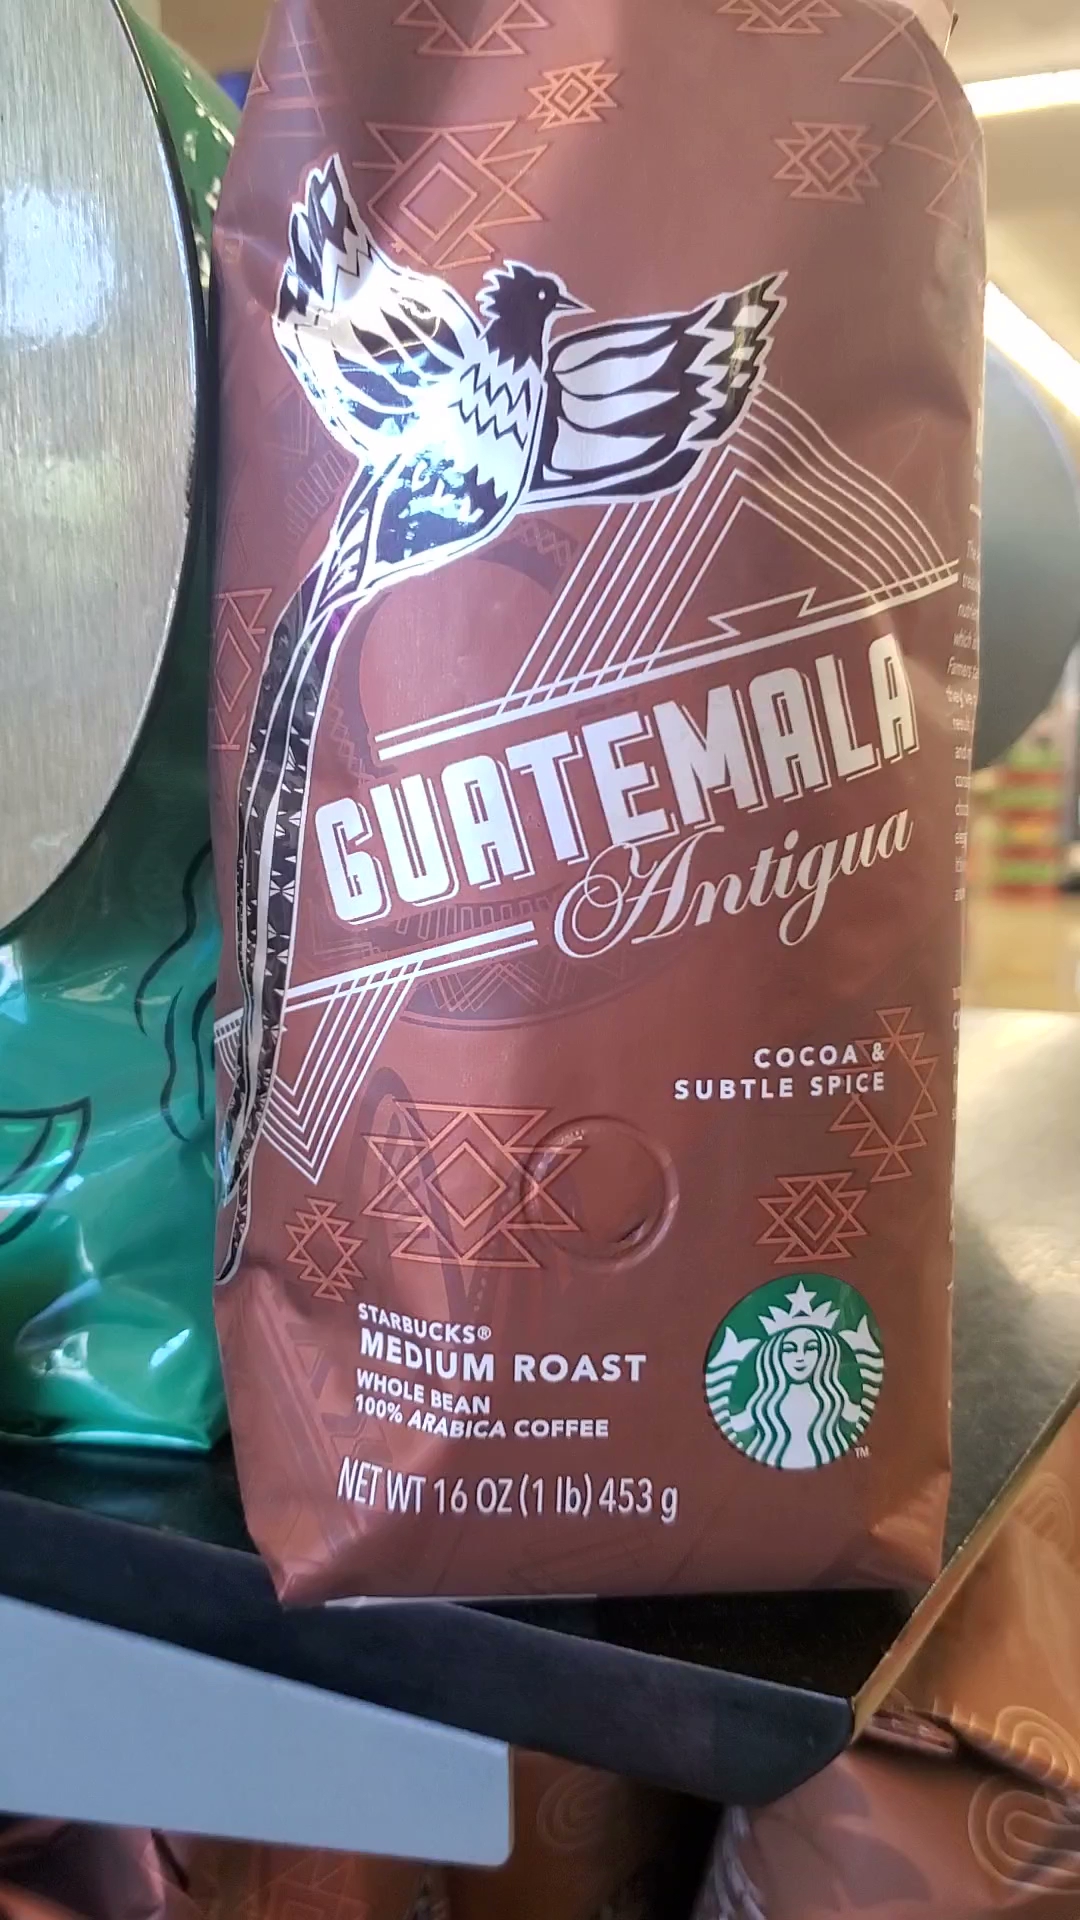 GUATEMALA
Antigua
COCOA &
SUBTLE SPICE
STARBUCKS®
MEDIUM ROAST
WHOLE BEAN
100% ARABICA COFFEE
NET WT 16 OZ (1 lb) 453 g
TM